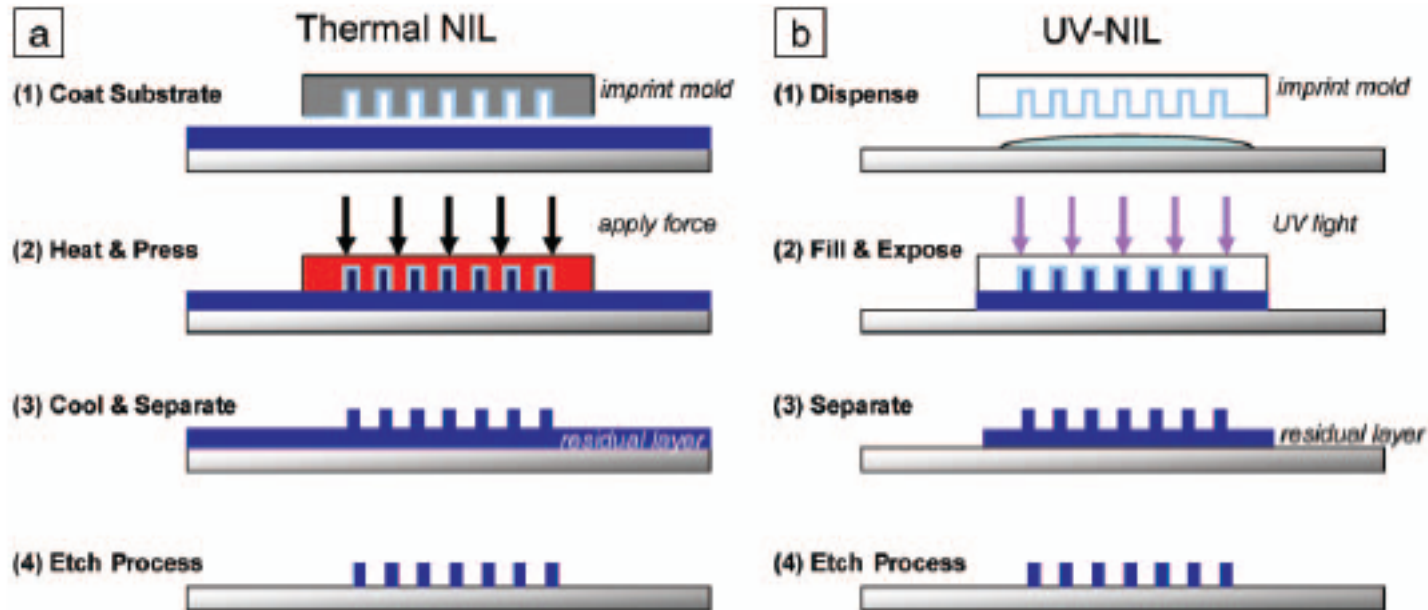 a
Thermal NIL
(1) Coat Substrate
imprint mold
(2) Heat & Press
apply force
(3) Cool & Separate
residual layer
(4) Etch Process
b
UV-NIL
(1) Dispense
imprint mold
(2) Fill & Expose
UV light
(3) Separate
residual layer
(4) Etch Process